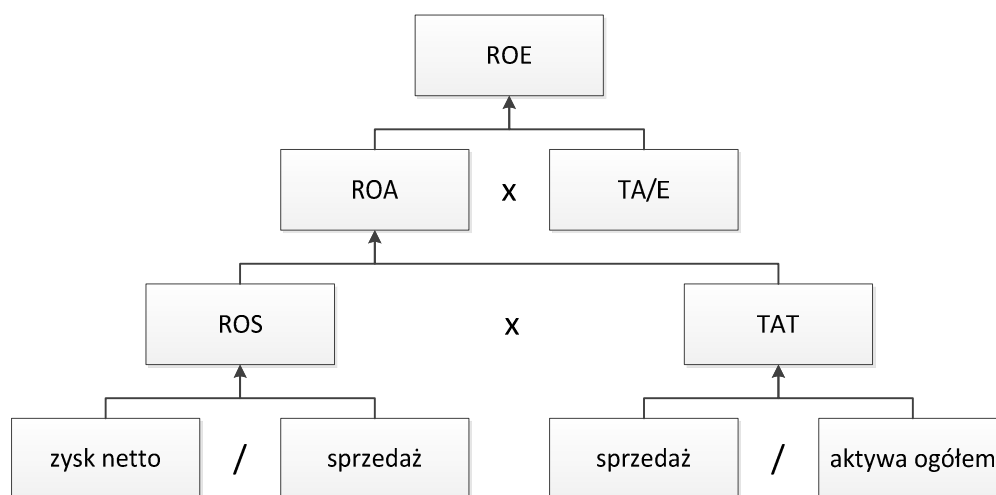 ROE
ROA x TA/E
ROS x TAT
zysk netto / sprzedaż sprzedaż / aktywa ogółem